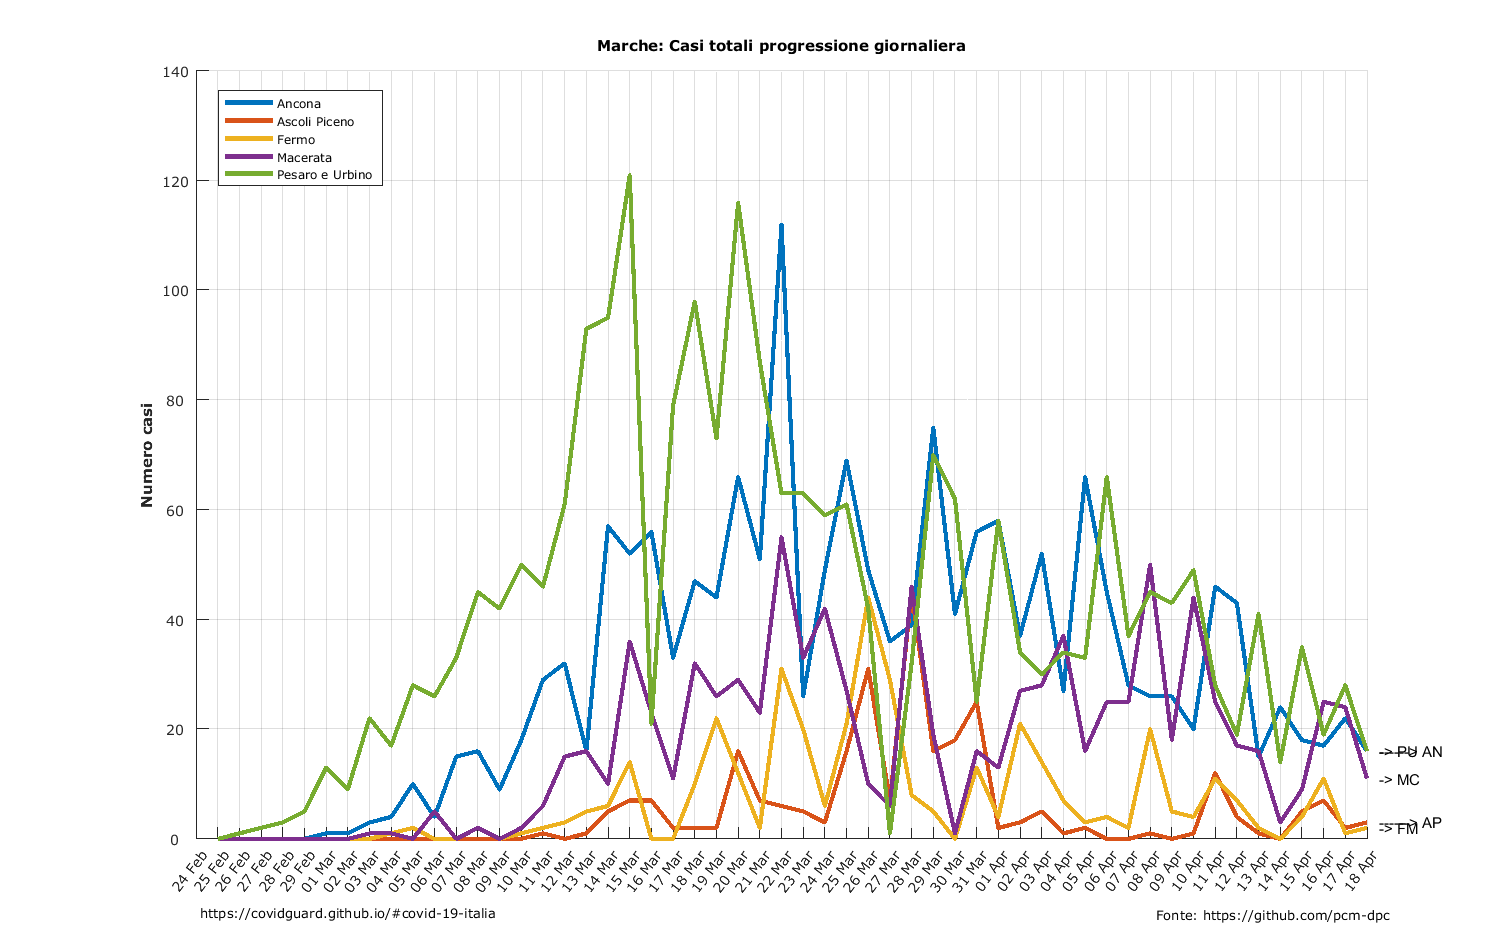 Marche: Casi totali progressione giornaliera
140
120
100
80
60
40
20
0
Numero casi
Ancona
Ascoli Piceno
Fermo
Macerata
Pesaro e Urbino
-> PU
AN
-> MC
-----> AP
-> FM
24 Feb
25 Feb
26 Feb
27 Feb
28 Feb
29 Feb
01 Mar
02 Mar
03 Mar
04 Mar
05 Mar
06 Mar
07 Mar
08 Mar
09 Mar
10 Mar
11 Mar
12 Mar
13 Mar
14 Mar
15 Mar
16 Mar
17 Mar
18 Mar
19 Mar
20 Mar
21 Mar
22 Mar
23 Mar
24 Mar
25 Mar
26 Mar
27 Mar
28 Mar
29 Mar
30 Mar
31 Mar
01 Apr
02 Apr
03 Apr
04 Apr
05 Apr
06 Apr
07 Apr
08 Apr
09 Apr
10 Apr
11 Apr
12 Apr
13 Apr
14 Apr
15 Apr
16 Apr
17 Apr
18 Apr
https://covidguard.github.io/#covid-19-italia
Fonte: https://github.com/pcm-dpc